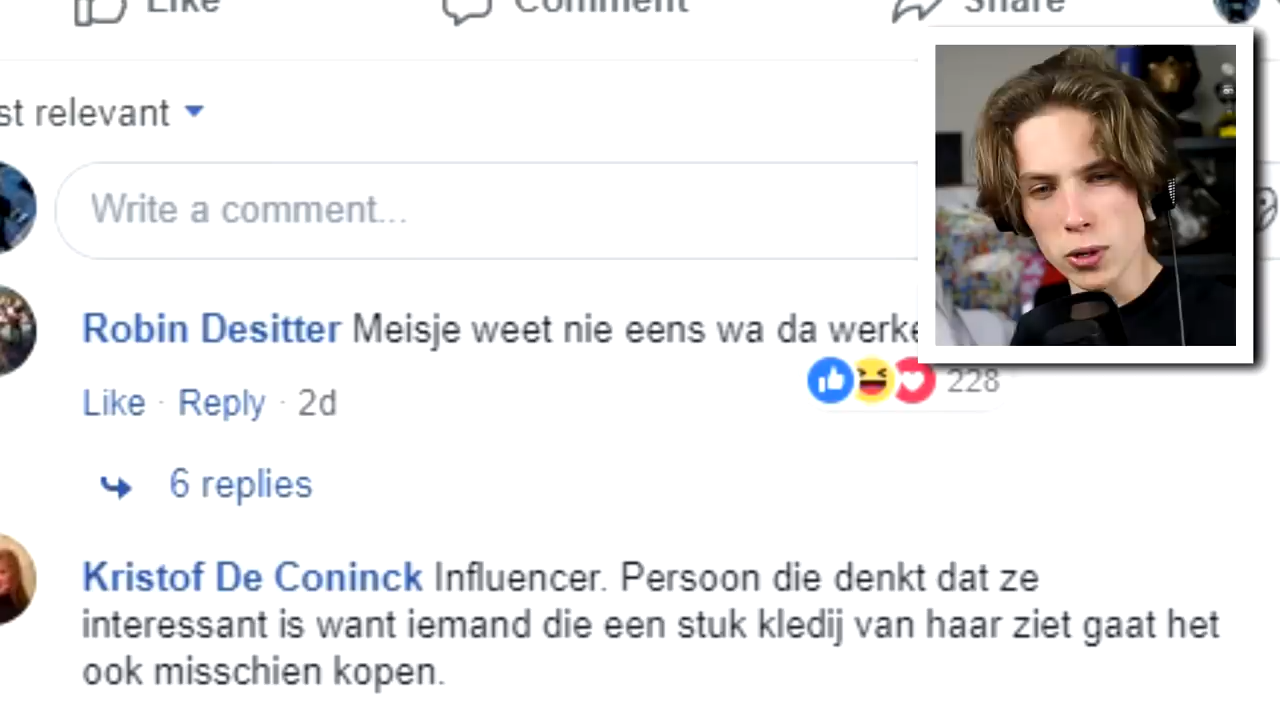 Like Comment Share
st relevant
Write a comment...
Robin Desitter Meisje weet nie eens wa da werke
228
Like · Reply · 2d
6 replies
Kristof De Coninck Influencer. Persoon die denkt dat ze
interessant is want iemand die een stuk kledij van haar ziet gaat het
ook misschien kopen.